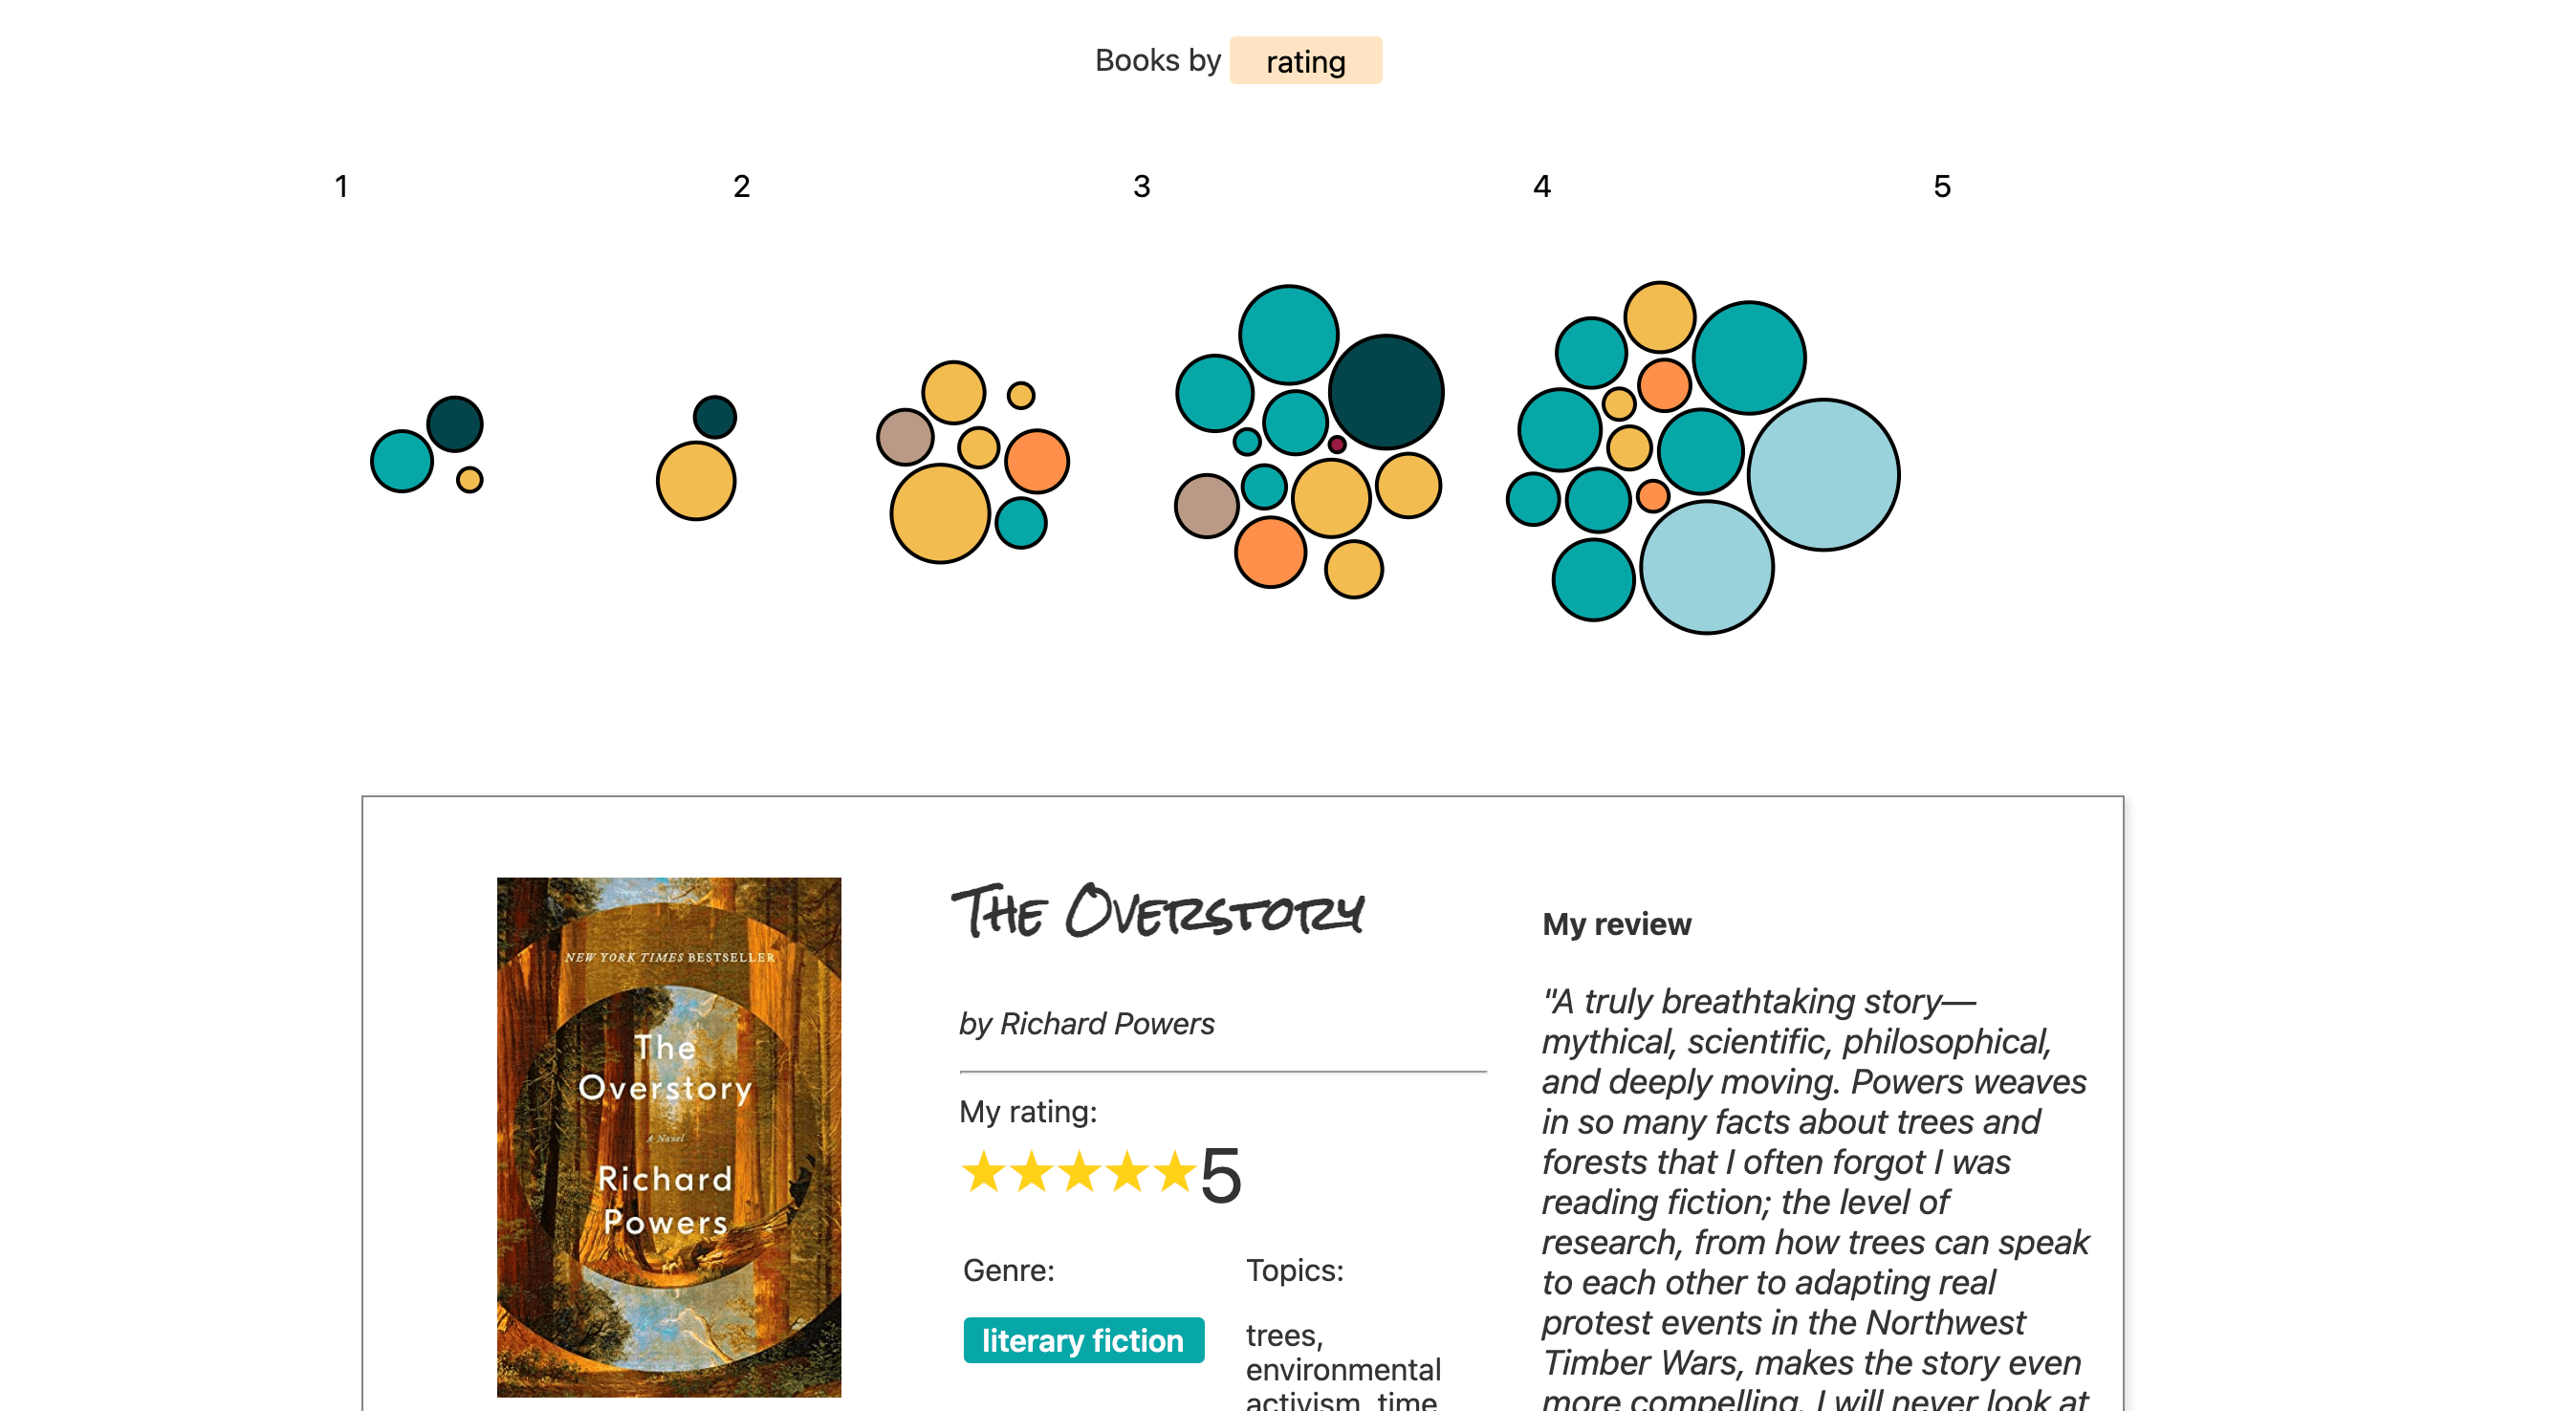 Books by rating
1 2 3 4 5
NEW YORK TIMES BESTSELLER
The
Overstory
A Novel
Richard
Powers
The Overstory
by Richard Powers
My rating:
★★★★★5
Genre:
literary fiction
Topics:
trees,
environmental
activism, time,
My review
"A truly breathtaking story—
mythical, scientific, philosophical,
and deeply moving. Powers weaves
in so many facts about trees and
forests that I often forgot I was
reading fiction; the level of
research, from how trees can speak
to each other to adapting real
protest events in the Northwest
Timber Wars, makes the story even
more compelling. I will never look at